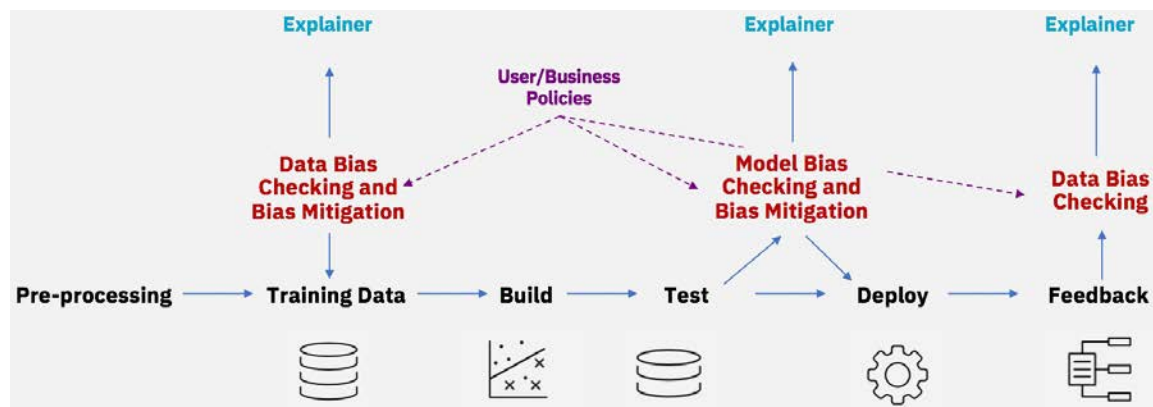 Explainer
Explainer
Explainer
User/Business
Policies
Data Bias
Checking and
Bias Mitigation
Model Bias
Checking and
Bias Mitigation
Data Bias
Checking
Pre-processing
Training Data
Build
Test
Deploy
Feedback